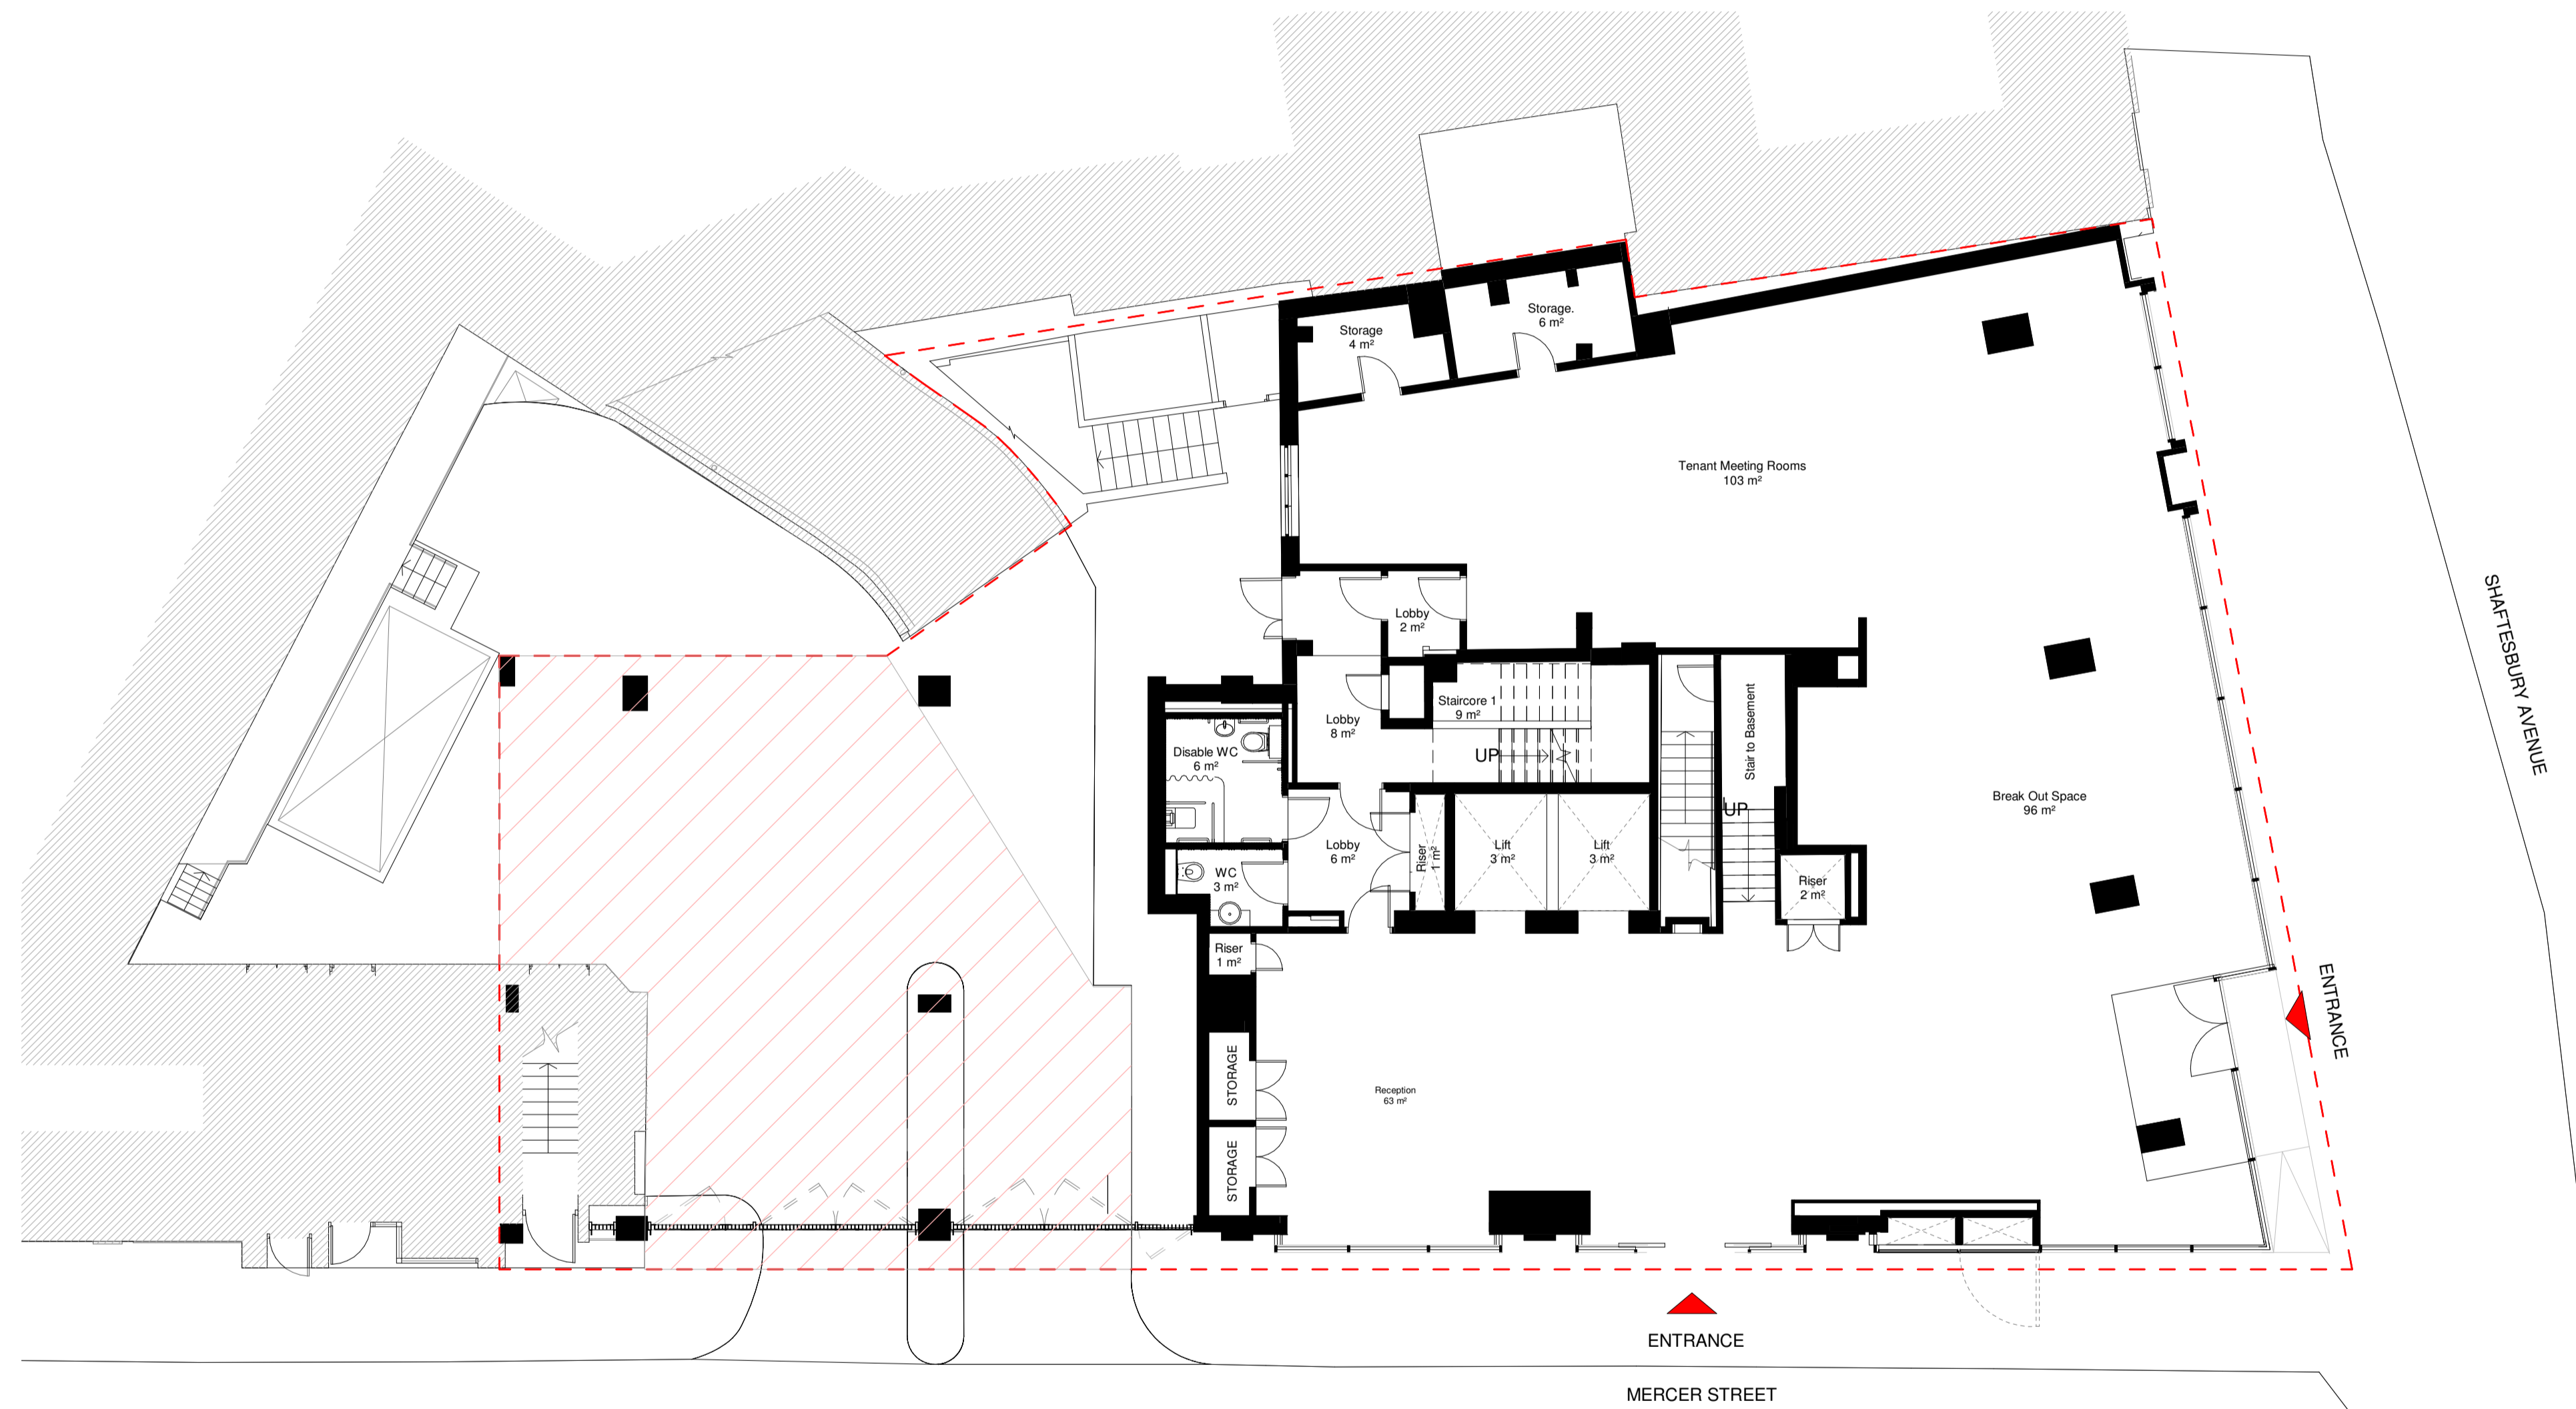 Storage.
6 m²
Storage
4 m²
Tenant Meeting Rooms
103 m²
Lobby
2 m²
SHAFTESBURY AVENUE
Staircore 1
9 m²
Lobby
8 m²
Stair to Basement
Disable WC
6 m²
UP
Break Out Space
96 m²
UP
Lobby
6 m²
Riser
1 m²
Lift
3 m²
Lift
3 m²
WC
3 m²
Riser
2 m²
Riser
1 m²
ENTRANCE
STORAGE
Reception
63 m²
STORAGE
ENTRANCE
MERCER STREET